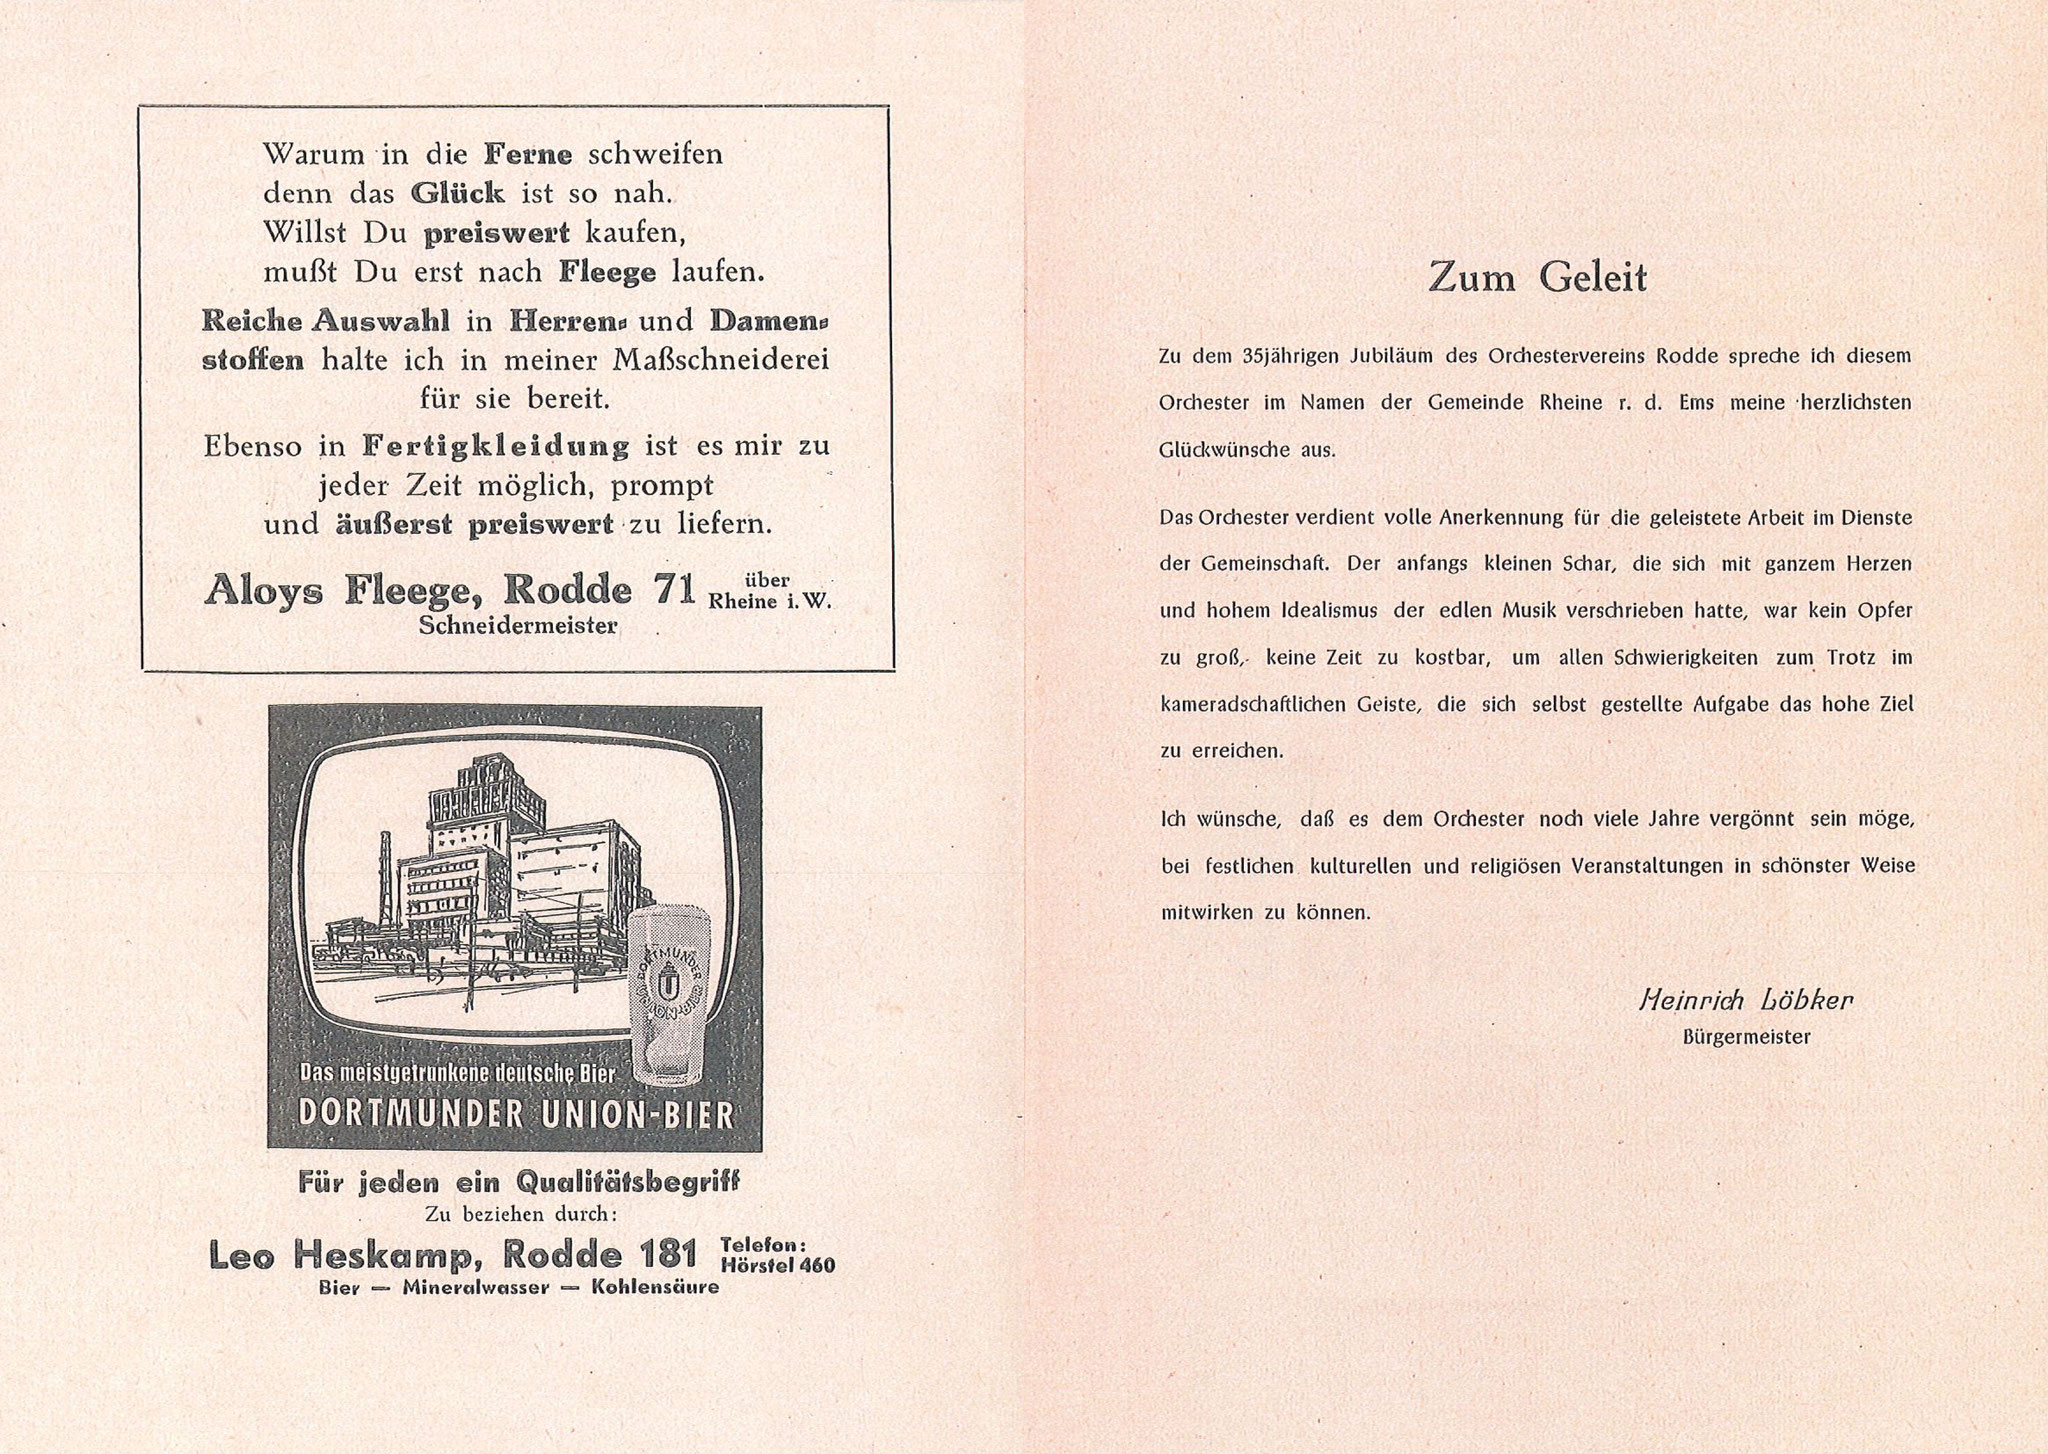 Warum in die Ferne schweifen
denn das Glück ist so nah.
Willst Du preiswert kaufen,
mußt Du erst nach Fleege laufen.
Reiche Auswahl in Herren- und Damen-
stoffen halte ich in meiner Maßschneiderei
für sie bereit.
Ebenso in Fertigkleidung ist es mir zu
jeder Zeit möglich, prompt
und äußerst preiswert zu liefern.
Aloys Fleege, Rodde 71 über
Rheine i. W.
Schneidermeister
DORTMUNDER
UNION-BIER
Das meistgetrunkene deutsche Bier
DORTMUNDER UNION-BIER
Für jeden ein Qualitätsbegriff
Zu beziehen durch:
Leo Heskamp, Rodde 181 Telefon:
Hörstel 460
Bier — Mineralwasser — Kohlensäure
Zum Geleit
Zu dem 35jährigen Jubiläum des Orchestervereins Rodde spreche ich diesem
Orchester im Namen der Gemeinde Rheine r. d. Ems meine herzlichsten
Glückwünsche aus.
Das Orchester verdient volle Anerkennung für die geleistete Arbeit im Dienste
der Gemeinschaft. Der anfangs kleinen Schar, die sich mit ganzem Herzen
und hohem Idealismus der edlen Musik verschrieben hatte, war kein Opfer
zu groß, keine Zeit zu kostbar, um allen Schwierigkeiten zum Trotz im
kameradschaftlichen Geiste, die sich selbst gestellte Aufgabe das hohe Ziel
zu erreichen.
Ich wünsche, daß es dem Orchester noch viele Jahre vergönnt sein möge,
bei festlichen kulturellen und religiösen Veranstaltungen in schönster Weise
mitwirken zu können.
Heinrich Löbker
Bürgermeister